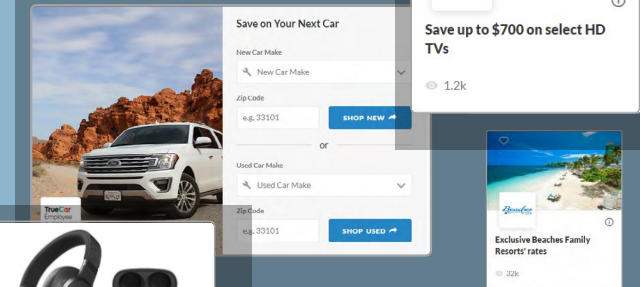 Save on Your Next Car
New Car Make
New Car Make
Zip Code
e.g. 33101
SHOP NEW
or
Used Car Make
Used Car Make
Zip Code
e.g. 33101
SHOP USED
TrueCar
Employee
Save up to $700 on select HD
TVs
1.2k
Beaches
Exclusive Beaches Family
Resorts' rates
32k